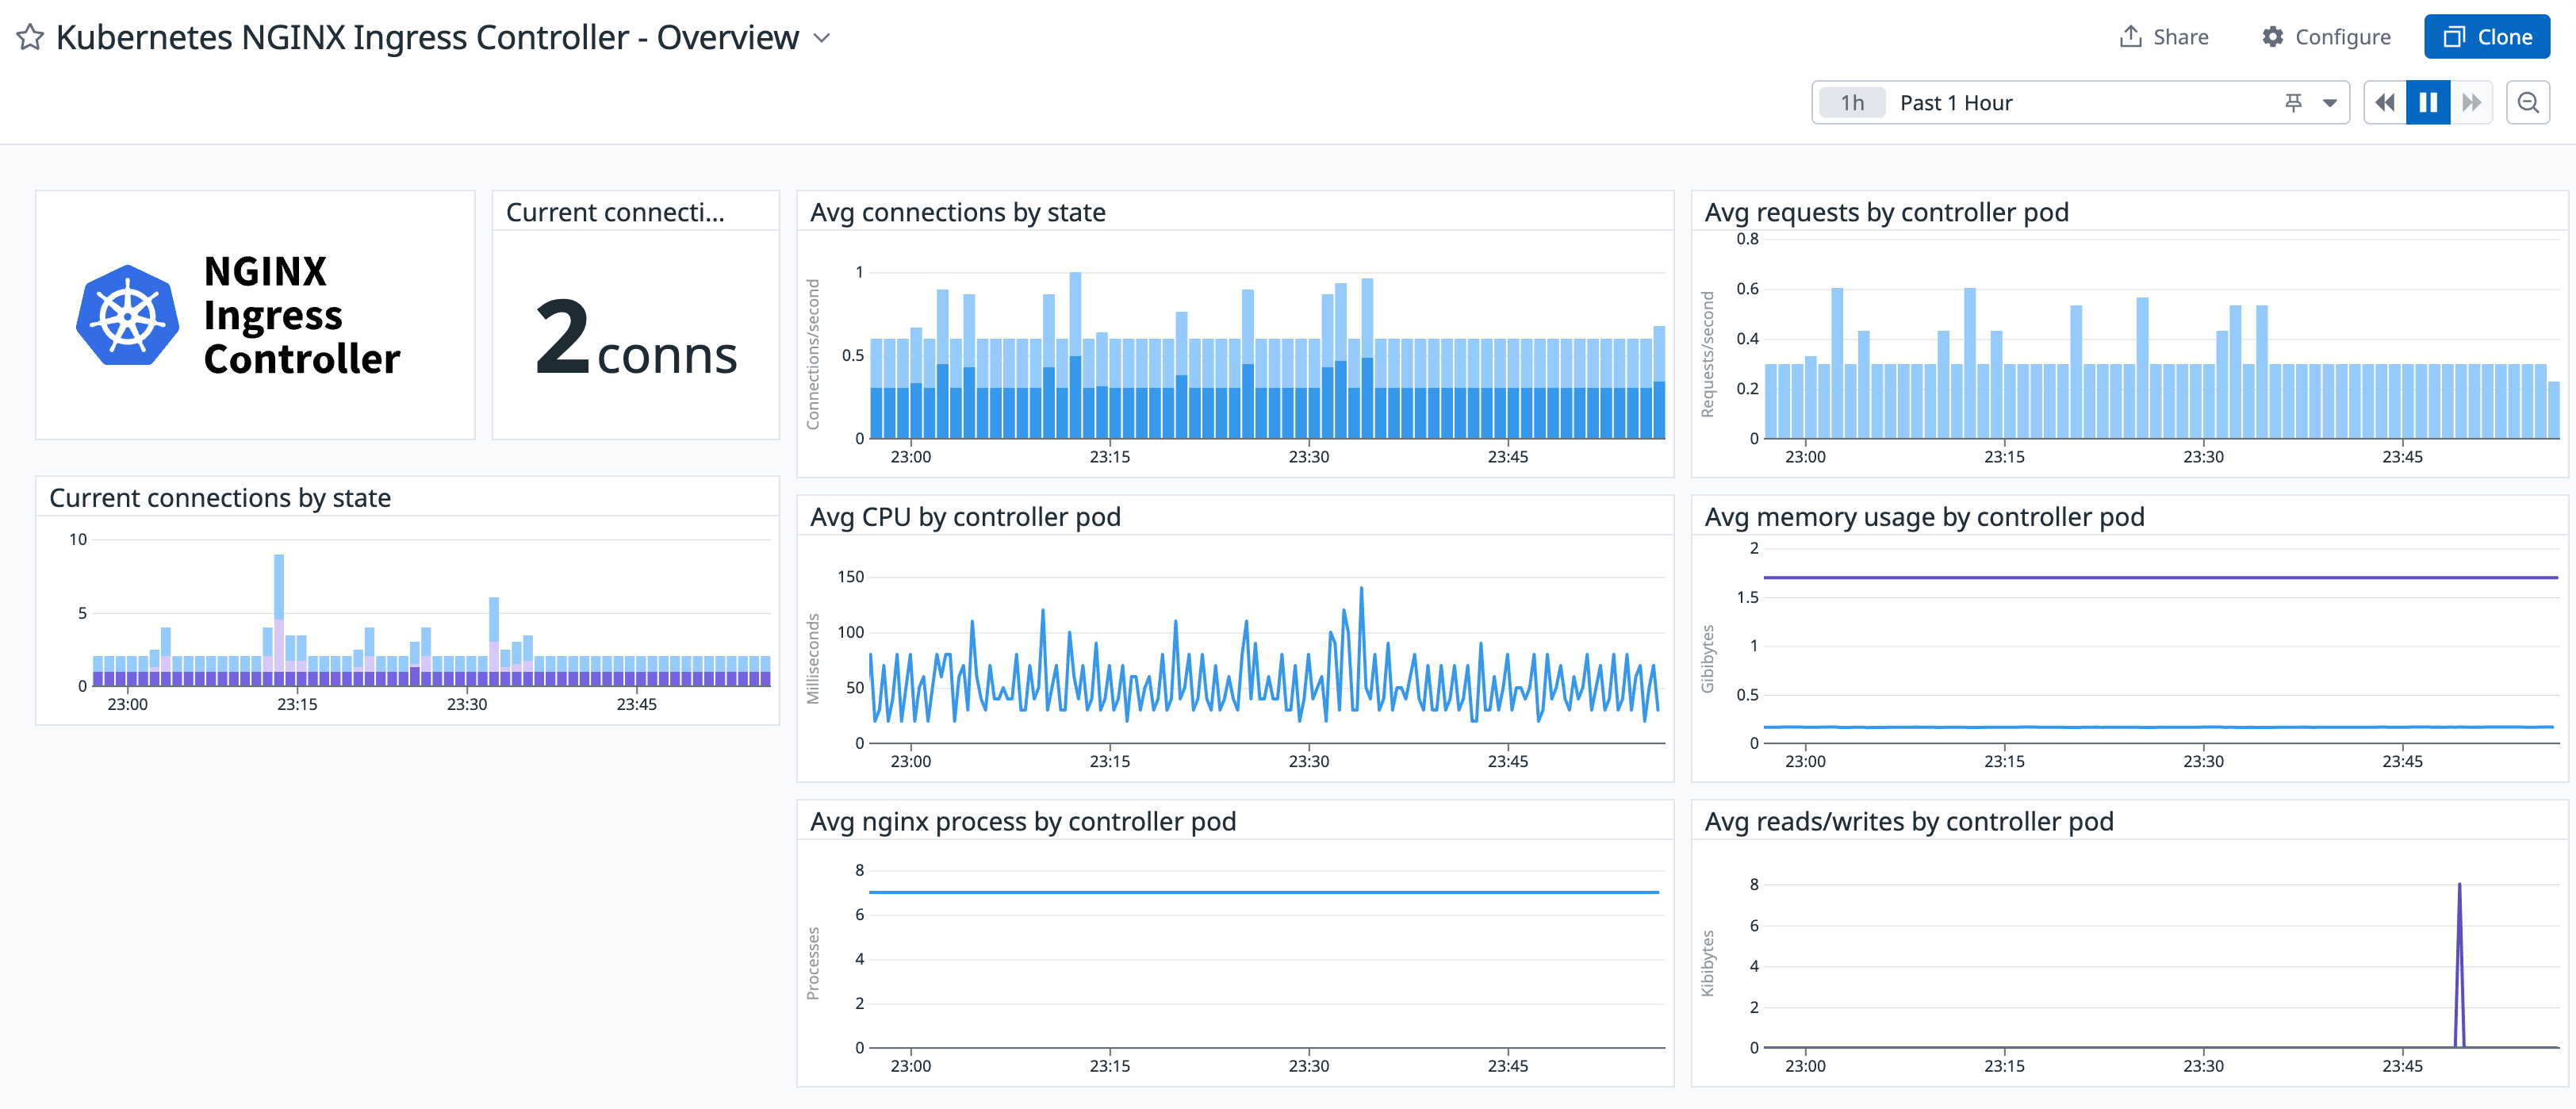 Kubernetes NGINX Ingress Controller - Overview
Share
Configure
Clone
1h
Past 1 Hour
NGINX
Ingress
Controller
Current connecti...
2 conns
Avg connections by state
Connections/second
1
0.5
0
23:00
23:15
23:30
23:45
Avg requests by controller pod
Requests/second
0.8
0.6
0.4
0.2
0
23:00
23:15
23:30
23:45
Current connections by state
10
5
0
23:00
23:15
23:30
23:45
Avg CPU by controller pod
Milliseconds
150
100
50
0
23:00
23:15
23:30
23:45
Avg memory usage by controller pod
Gibibytes
2
1.5
1
0.5
0
23:00
23:15
23:30
23:45
Avg nginx process by controller pod
Processes
8
6
4
2
0
23:00
23:15
23:30
23:45
Avg reads/writes by controller pod
Kibibytes
8
6
4
2
0
23:00
23:15
23:30
23:45